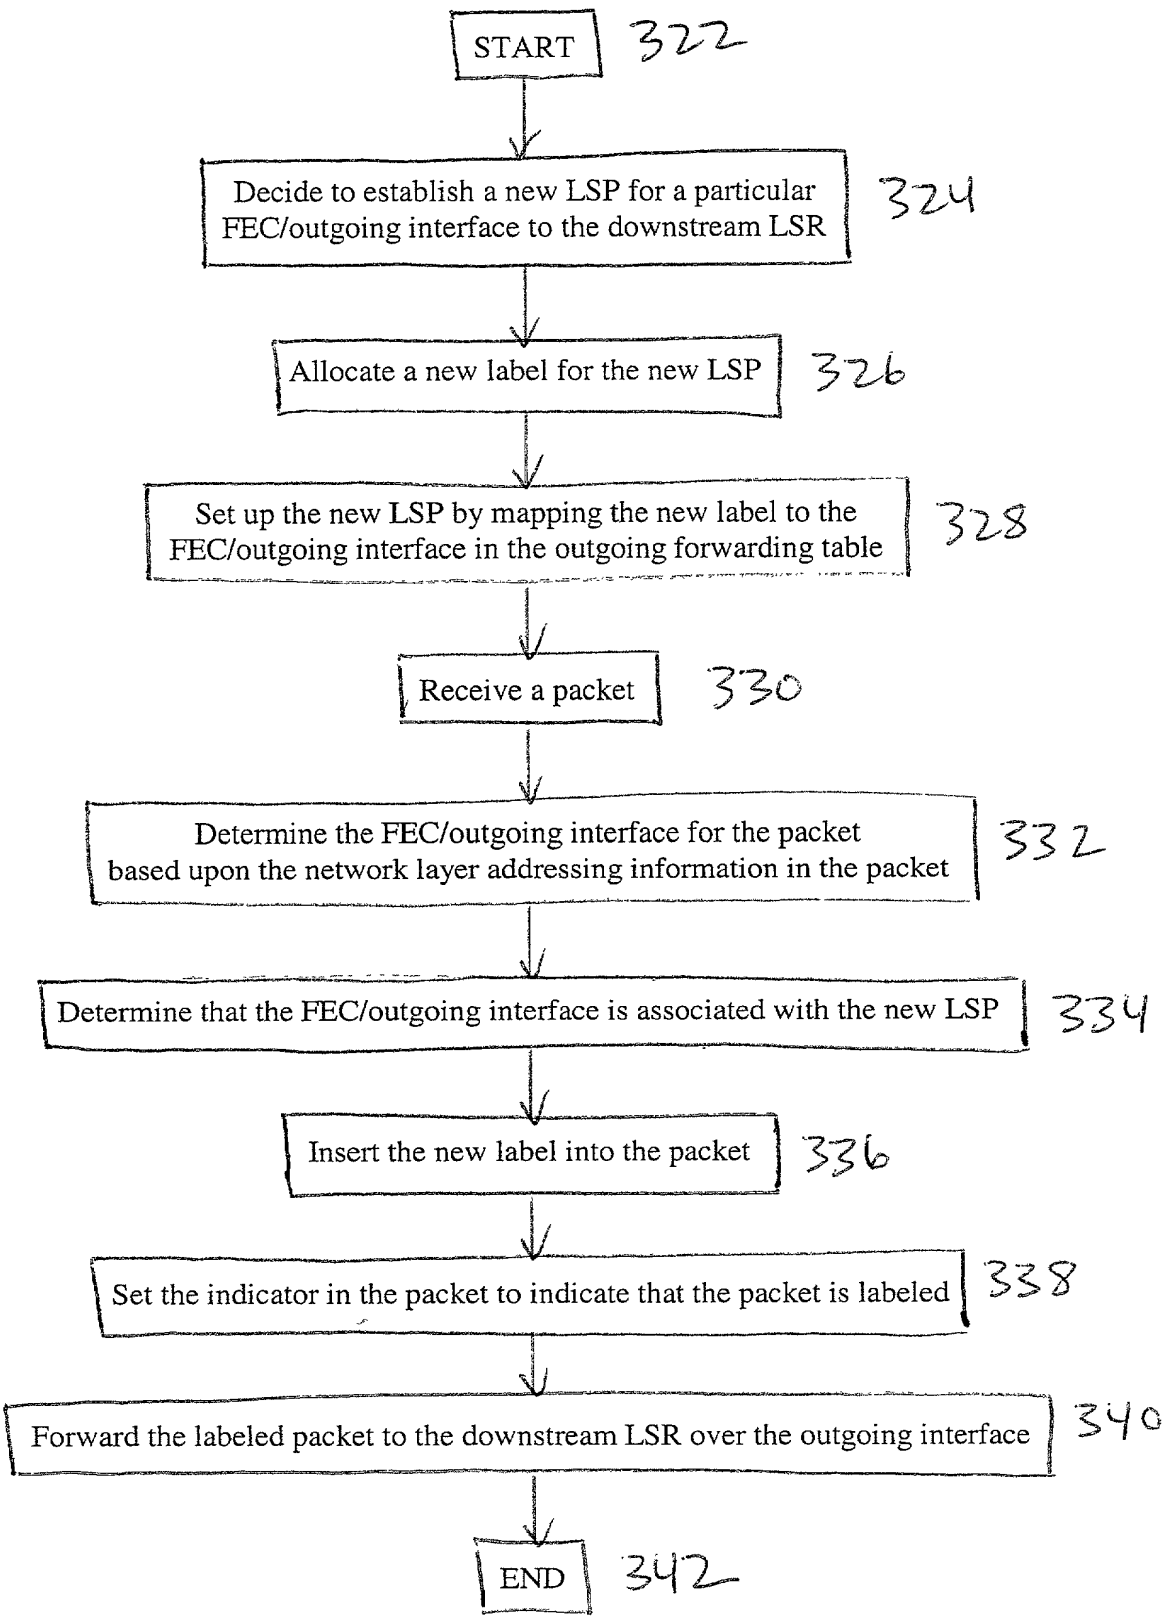 START 322
Decide to establish a new LSP for a particular
FEC/outgoing interface to the downstream LSR
324
Allocate a new label for the new LSP 326
Set up the new LSP by mapping the new label to the
FEC/outgoing interface in the outgoing forwarding table
328
Receive a packet 330
Determine the FEC/outgoing interface for the packet
based upon the network layer addressing information in the packet
332
Determine that the FEC/outgoing interface is associated with the new LSP 334
Insert the new label into the packet 336
Set the indicator in the packet to indicate that the packet is labeled 338
Forward the labeled packet to the downstream LSR over the outgoing interface 340
END 342